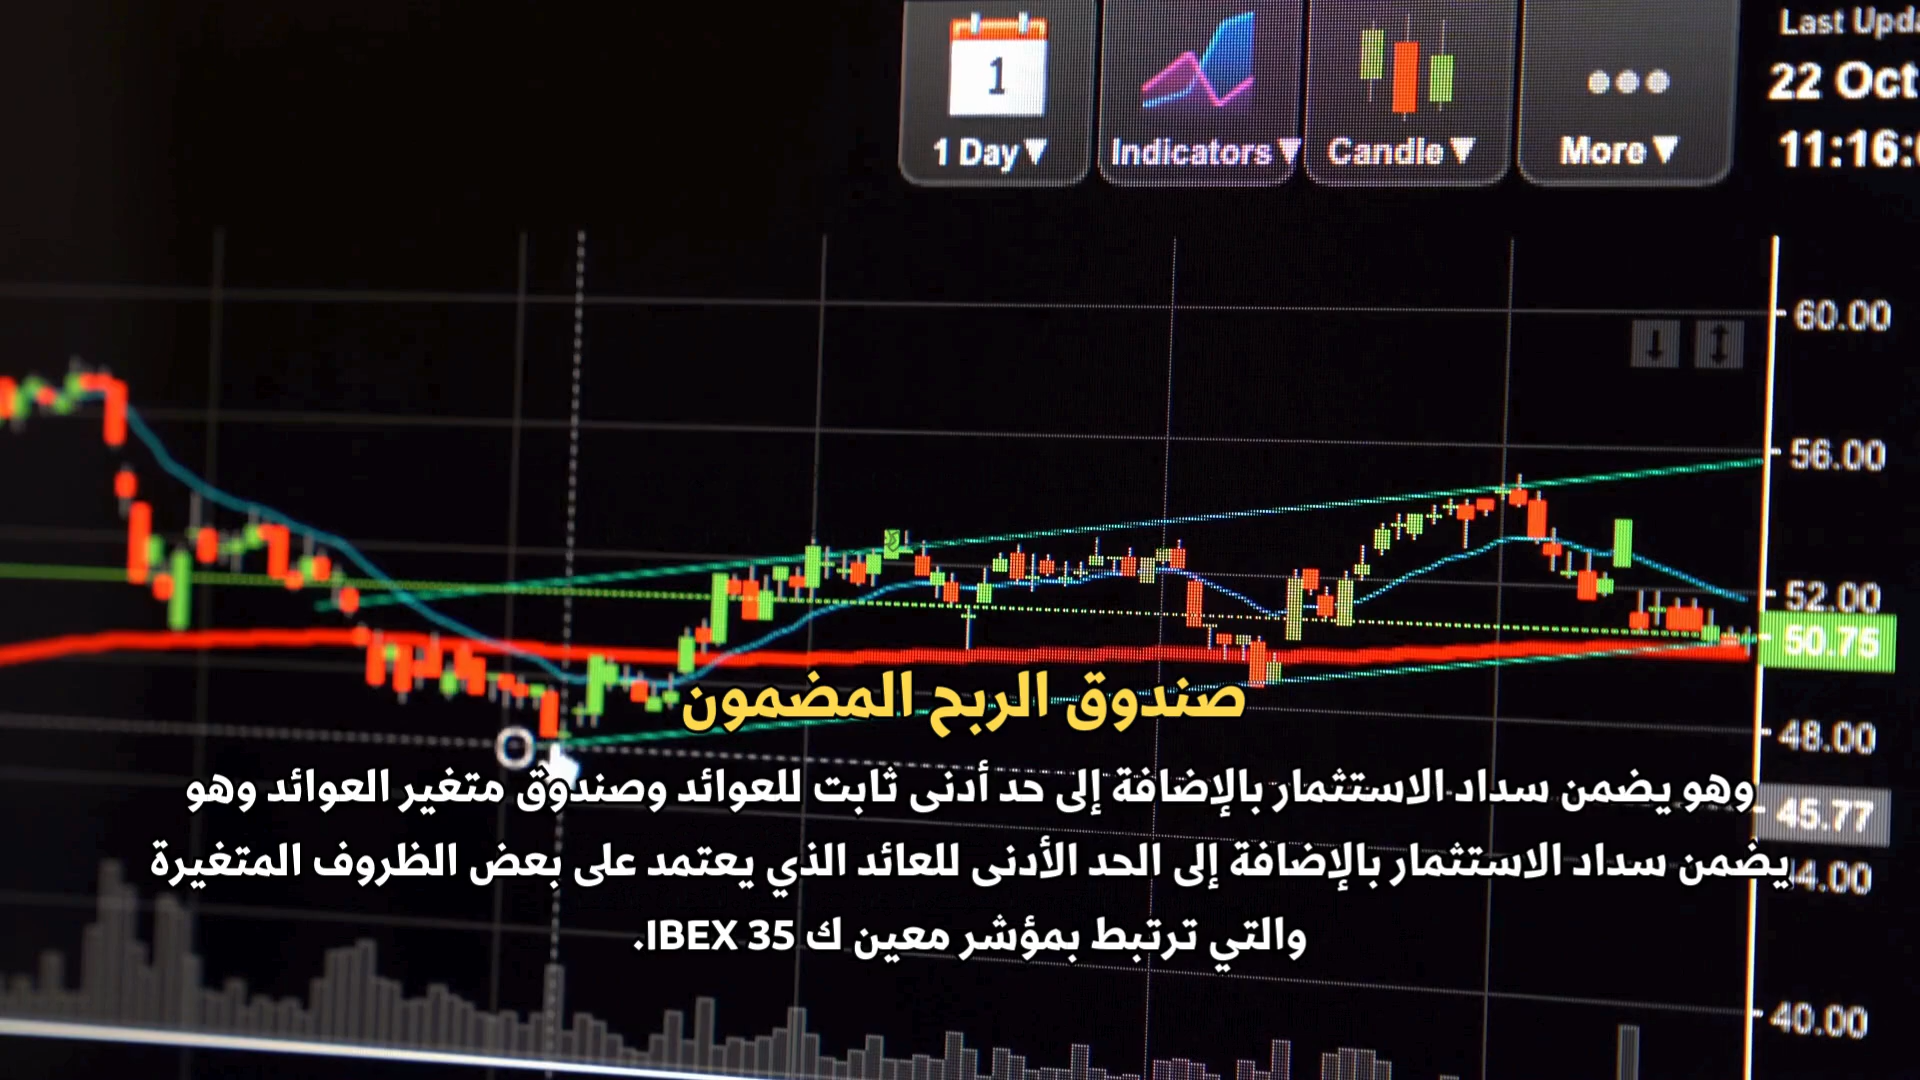 Last Upd
22 Oct
11:16:
1
1 Day▼
Indicators▼
Candle▼
•••
More▼
60.00
56.00
52.00
50.75
48.00
45.77
44.00
40.00
صندوق الربح المضمون
وهو يضمن سداد الاستثمار بالإضافة إلى حد أدنى ثابت للعوائد وصندوق متغير العوائد وهو
يضمن سداد الاستثمار بالإضافة إلى الحد الأدنى للعائد الذي يعتمد على بعض الظروف المتغيرة
والتي ترتبط بمؤشر معين ك IBEX 35.